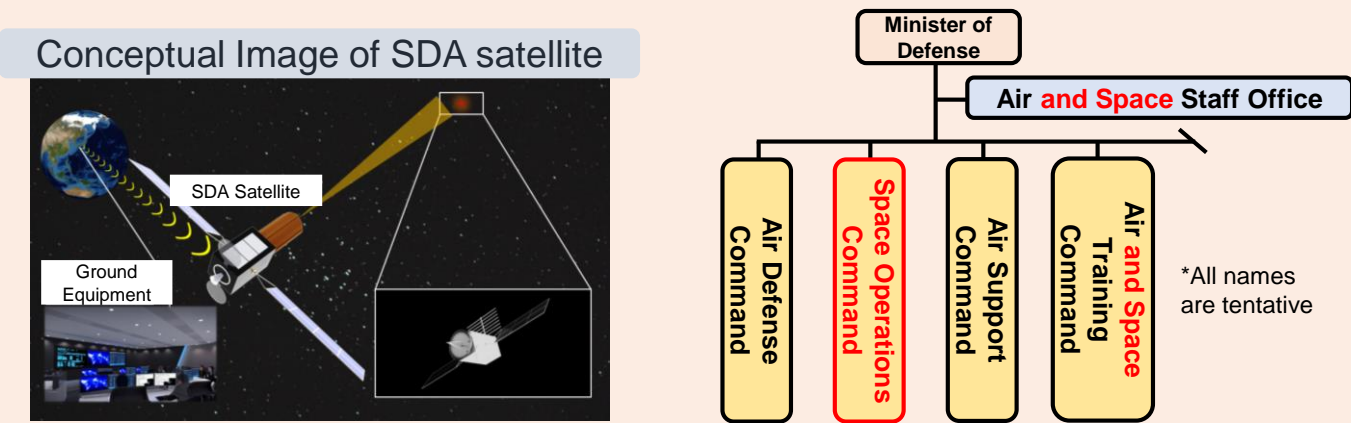 Conceptual Image of SDA satellite
SDA Satellite
Ground
Equipment
Minister of
Defense
Air and Space Staff Office
Air Defense
Command
Space Operations
Command
Air Support
Command
Air and Space
Training
Command
*All names
are tentative